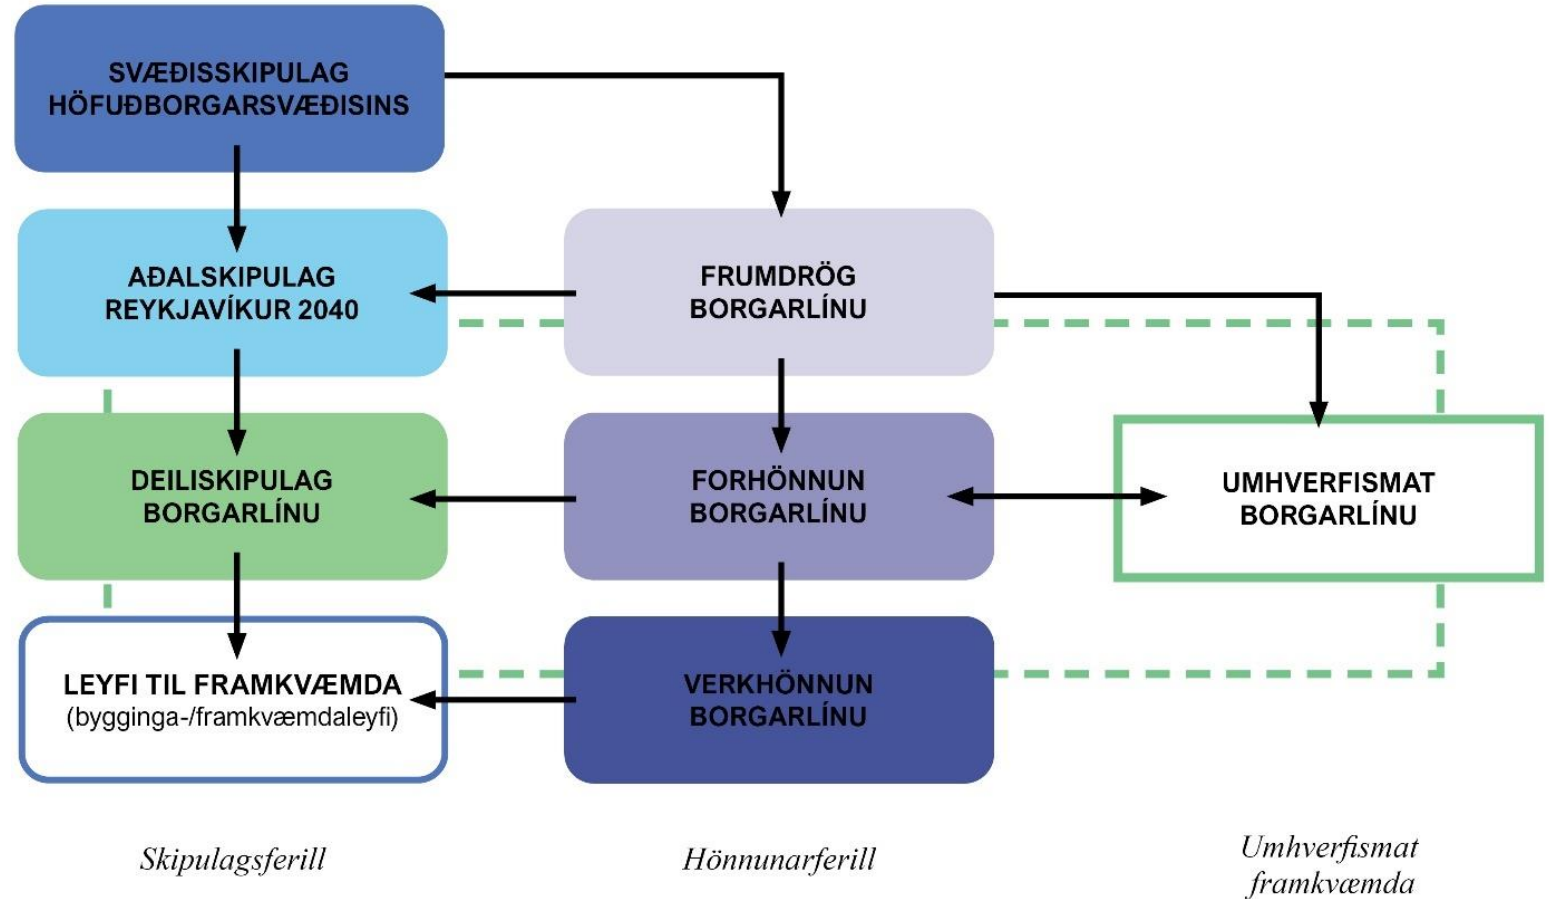 SVÆÐISSKIPULAG
HÖFUÐBORGARSVÆÐISINS
AÐALSKIPULAG
REYKJAVÍKUR 2040
FRUMDRÖG
BORGARLÍNU
DEILISKIPULAG
BORGARLÍNU
FORHÖNNUN
BORGARLÍNU
UMHVERFISMAT
BORGARLÍNU
LEYFI TIL FRAMKVÆMDA
(bygginga-/framkvæmdaleyfi)
VERKHÖNNUN
BORGARLÍNU
Skipulagsferill
Hönnunarferill
Umhverfismat
framkvæmda